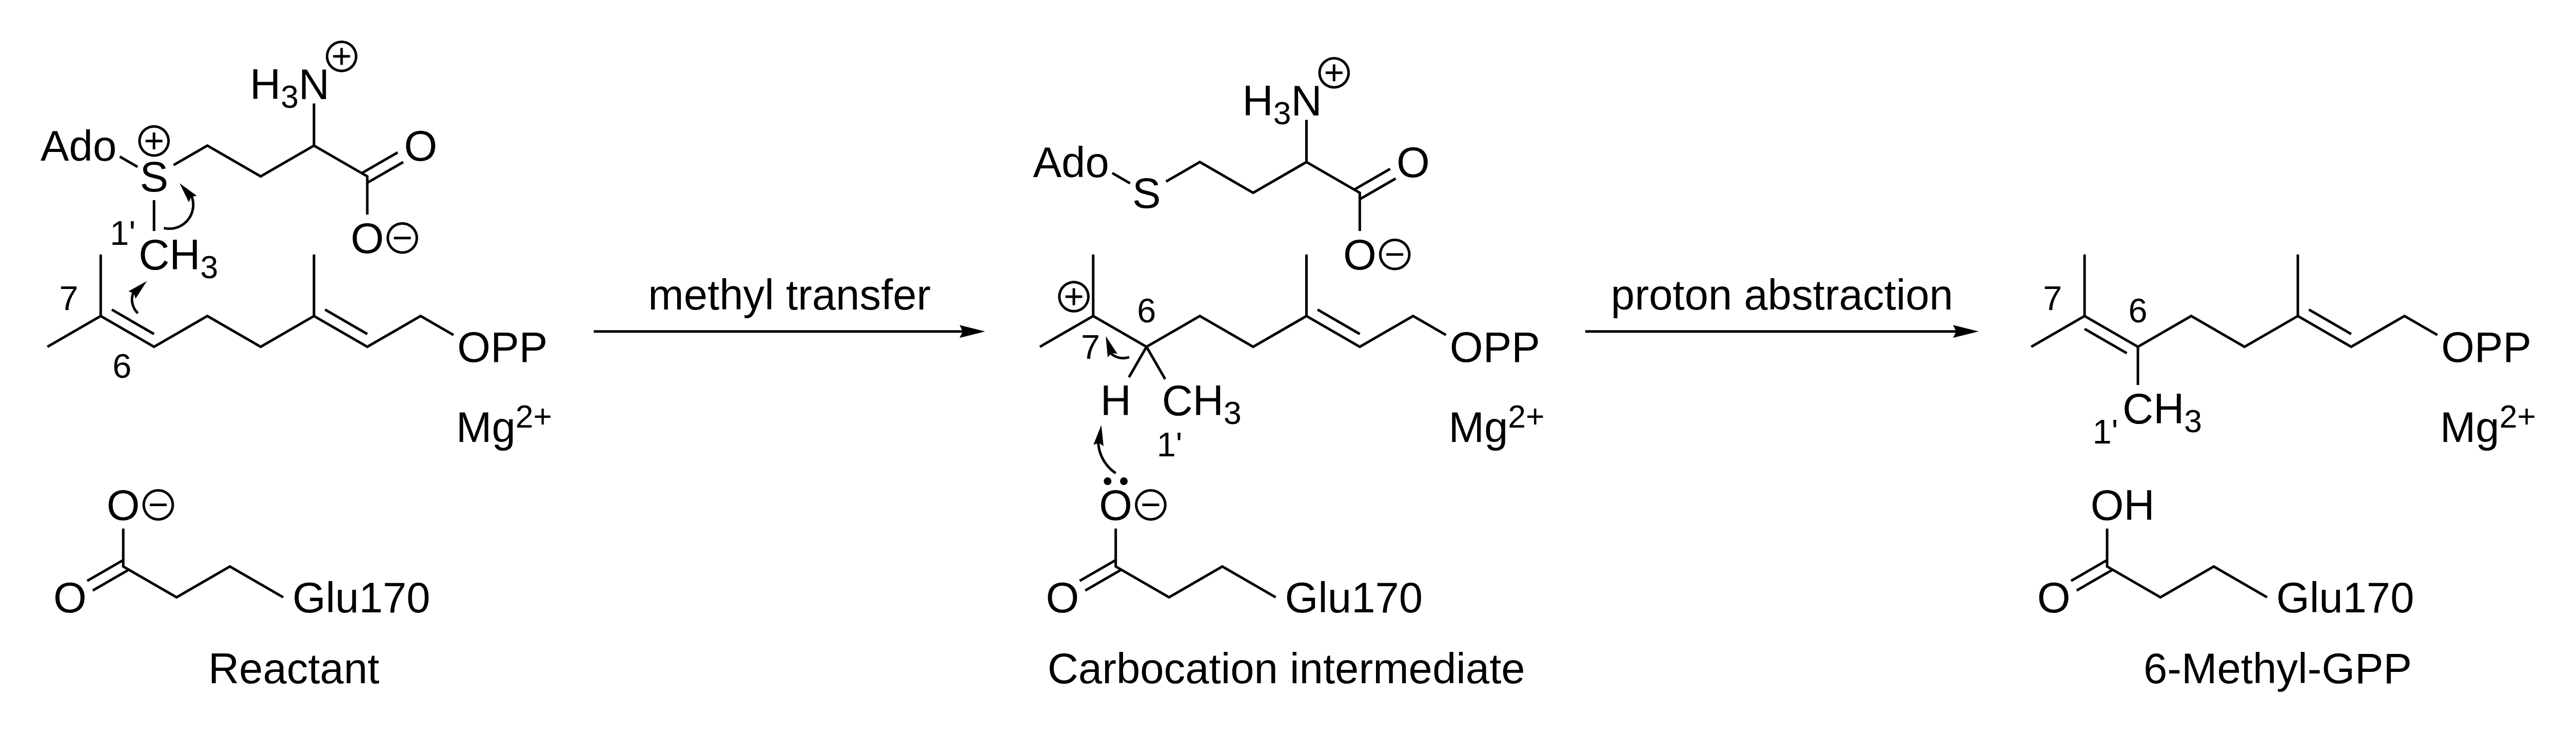 H₃N⊕
Ado S⊕ O
1' CH₃ O⊖
7
6
OPP
Mg²⁺
O⊖
O Glu170
Reactant
methyl transfer
H₃N⊕
Ado S O
O⊖
⊕ 6
7
OPP
H CH₃
1'
Mg²⁺
O⊖
O Glu170
Carbocation intermediate
proton abstraction
7 6
OPP
1' CH₃
Mg²⁺
OH
O Glu170
6-Methyl-GPP